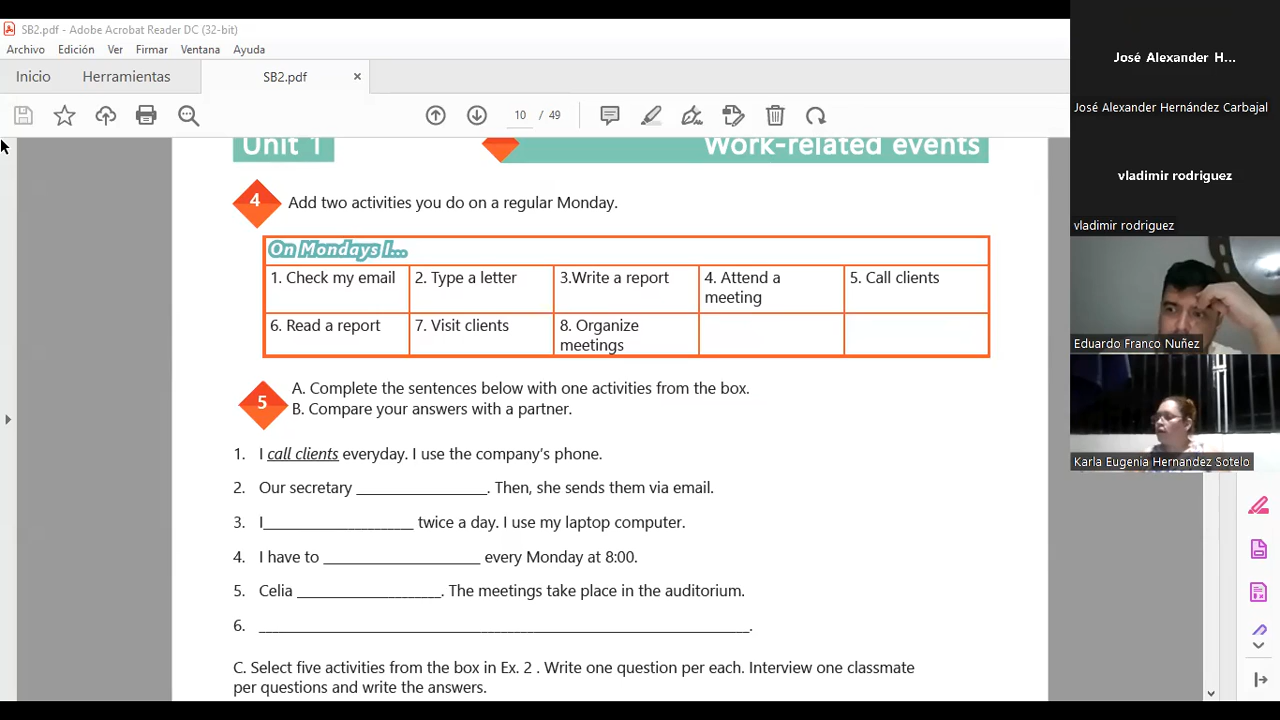 SB2.pdf - Adobe Acrobat Reader DC (32-bit)
Archivo Edición Ver Firmar Ventana Ayuda
Inicio Herramientas SB2.pdf ×
10 / 49
Unit 1 Work-related events
4 Add two activities you do on a regular Monday.
On Mondays I...
1. Check my email 2. Type a letter 3.Write a report 4. Attend a meeting 5. Call clients
6. Read a report 7. Visit clients 8. Organize meetings
5 A. Complete the sentences below with one activities from the box.
B. Compare your answers with a partner.
1. I call clients everyday. I use the company's phone.
2. Our secretary ________________. Then, she sends them via email.
3. I____________________ twice a day. I use my laptop computer.
4. I have to ____________________ every Monday at 8:00.
5. Celia __________________. The meetings take place in the auditorium.
6. ______________________________________________________________.
C. Select five activities from the box in Ex. 2 . Write one question per each. Interview one classmate
per questions and write the answers.
José Alexander H...
José Alexander Hernández Carbajal
vladimir rodriguez
vladimir rodriguez
Eduardo Franco Nuñez
Karla Eugenia Hernandez Sotelo